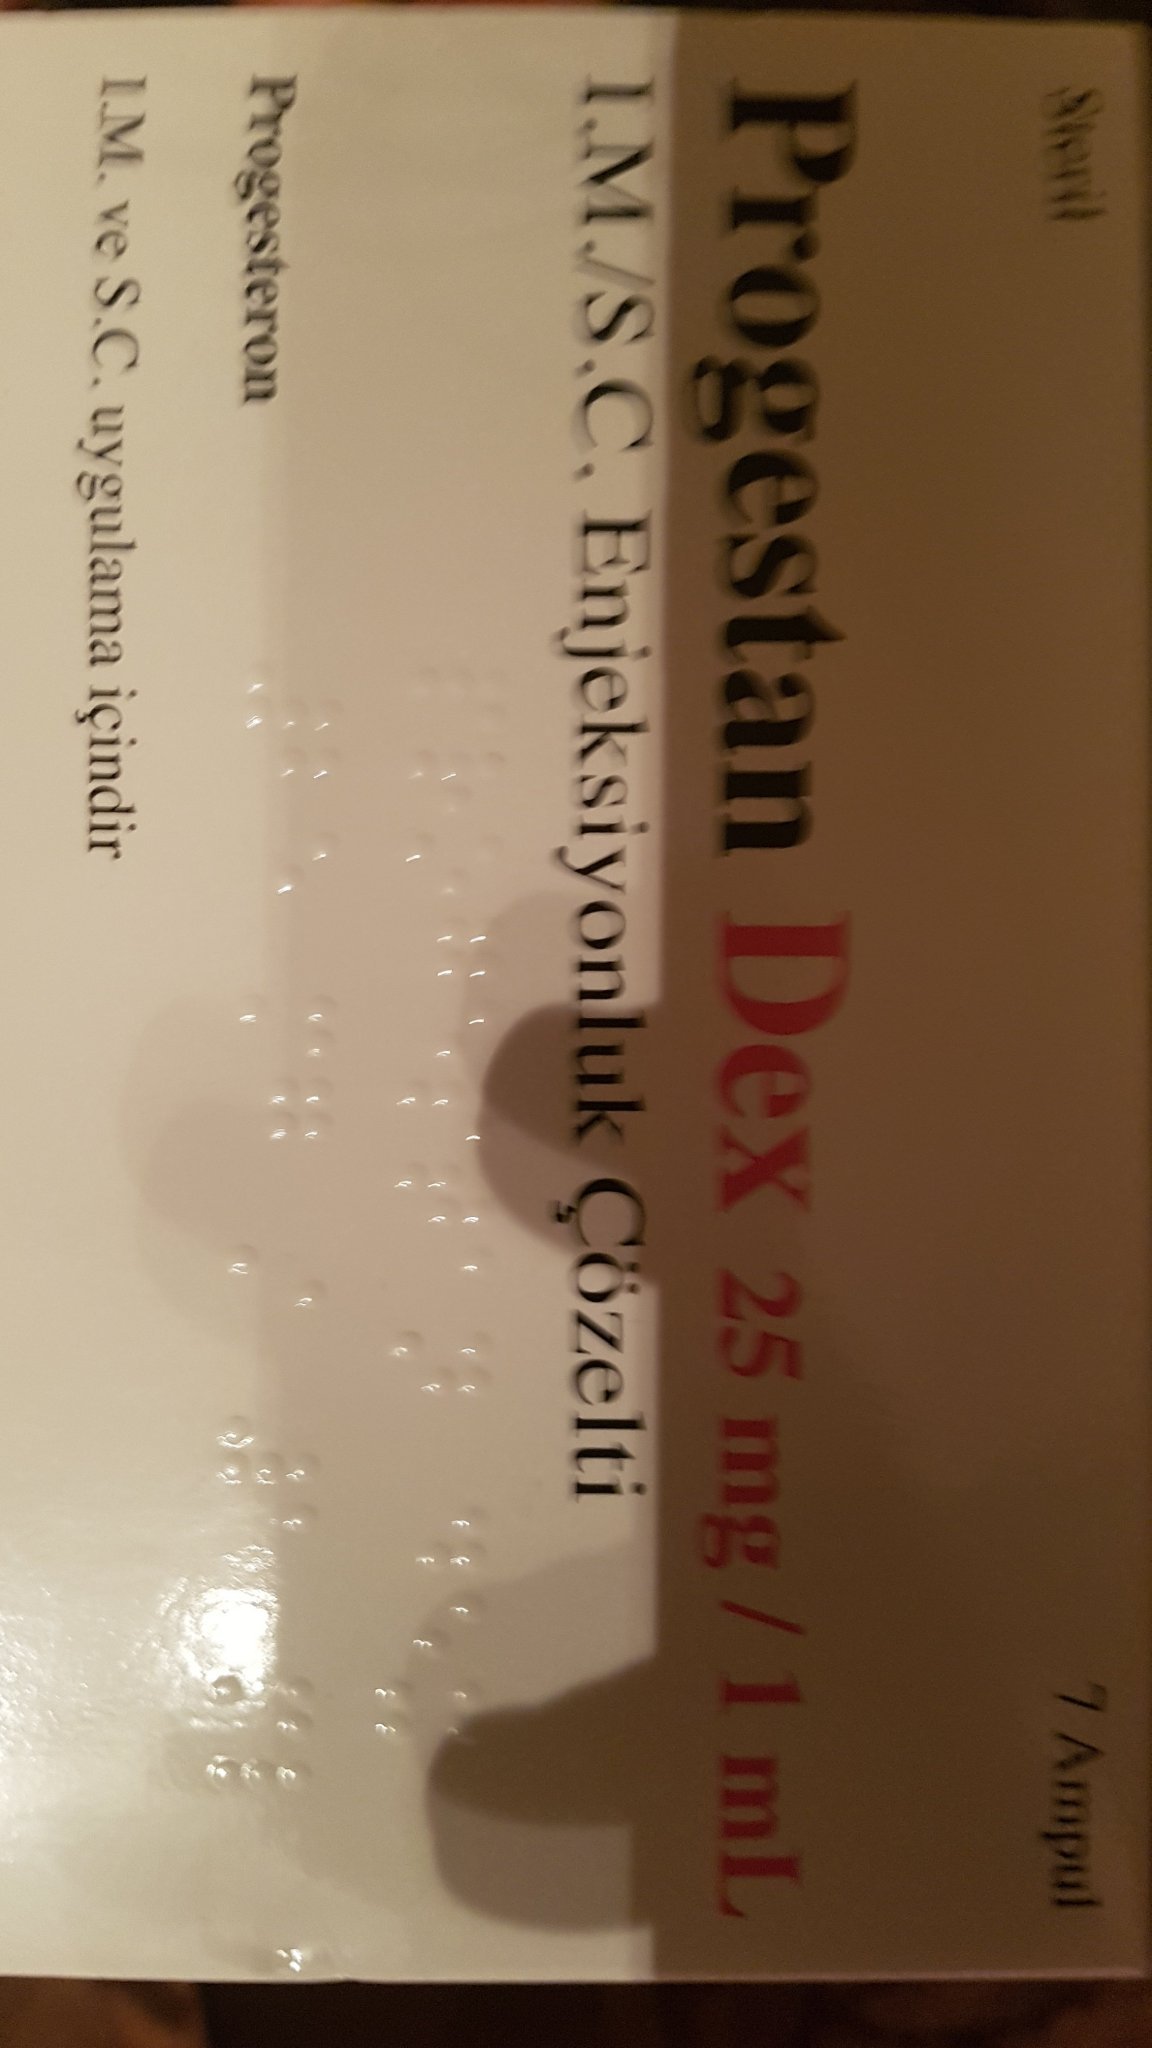 Steril
7 Ampul
Progestan Dex 25 mg / 1 mL
I.M./S.C. Enjeksiyonluk Çözelti
Progesteron
I.M. ve S.C. uygulama içindir